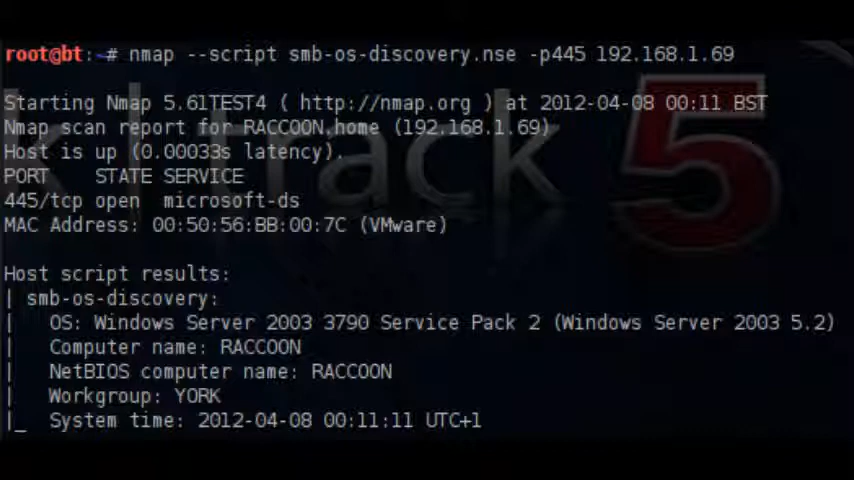 root@bt:~# nmap --script smb-os-discovery.nse -p445 192.168.1.69
Starting Nmap 5.61TEST4 ( http://nmap.org ) at 2012-04-08 00:11 BST
Nmap scan report for RACCOON.home (192.168.1.69)
Host is up (0.00033s latency).
PORT    STATE SERVICE
445/tcp open  microsoft-ds
MAC Address: 00:50:56:BB:00:7C (VMware)
Host script results:
| smb-os-discovery:
|   OS: Windows Server 2003 3790 Service Pack 2 (Windows Server 2003 5.2)
|   Computer name: RACCOON
|   NetBIOS computer name: RACCOON
|   Workgroup: YORK
|_  System time: 2012-04-08 00:11:11 UTC+1
k|track 5